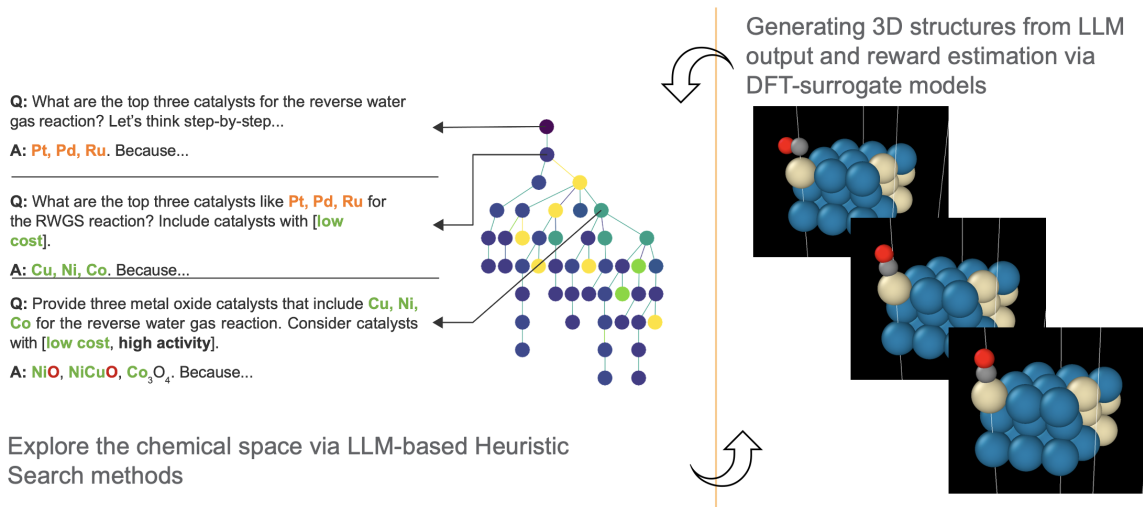 Generating 3D structures from LLM
output and reward estimation via
DFT-surrogate models
Q: What are the top three catalysts for the reverse water
gas reaction? Let's think step-by-step...
A: Pt, Pd, Ru. Because...
Q: What are the top three catalysts like Pt, Pd, Ru for
the RWGS reaction? Include catalysts with [low
cost].
A: Cu, Ni, Co. Because...
Q: Provide three metal oxide catalysts that include Cu, Ni,
Co for the reverse water gas reaction. Consider catalysts
with [low cost, high activity].
A: NiO, NiCuO, Co₃O₄. Because...
Explore the chemical space via LLM-based Heuristic
Search methods